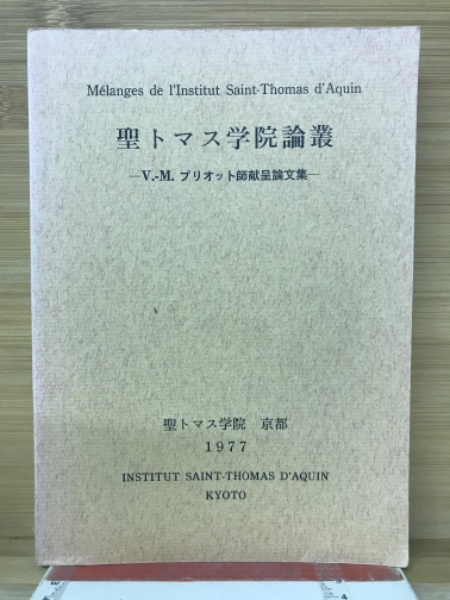 Mélanges de l'Institut Saint-Thomas d'Aquin
聖トマス学院論叢
—V.-M. プリオット師献呈論文集—
聖トマス学院 京都
1977
INSTITUT SAINT-THOMAS D'AQUIN
KYOTO